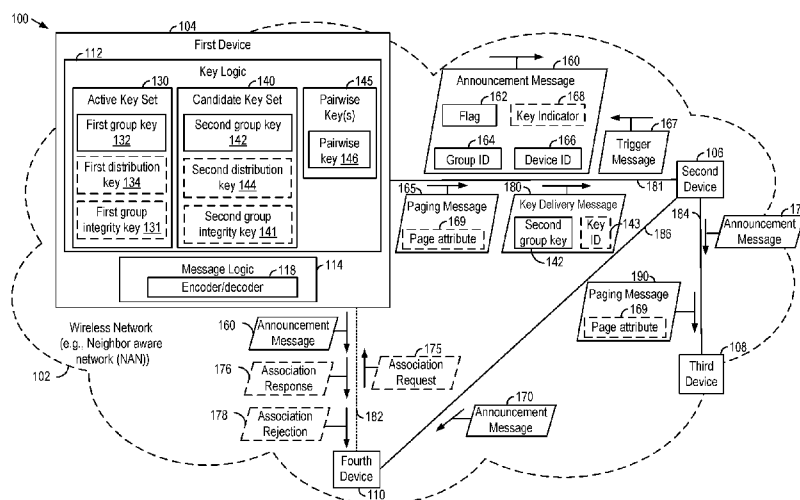 100
104
First Device
112
Key Logic
130
Active Key Set
First group key
132
First distribution
key 134
First group
integrity key 131
140
Candidate Key Set
Second group key
142
Second distribution
key 144
Second group
integrity key 141
145
Pairwise
Key(s)
Pairwise
key 146
Message Logic
118
Encoder/decoder
114
160
Announcement Message
162
Flag
168
Key Indicator
164
Group ID
166
Device ID
167
Trigger
Message
106
Second
Device
181
165
Paging Message
169
Page attribute
180
Key Delivery Message
Second
group key
Key
ID
143
142
186
184
Announcement
Message
190
Paging Message
169
Page attribute
108
Third
Device
Wireless Network
(e.g., Neighbor aware
network (NAN))
102
160
Announcement
Message
176
Association
Response
175
Association
Request
178
Association
Rejection
182
170
Announcement
Message
Fourth
Device
110